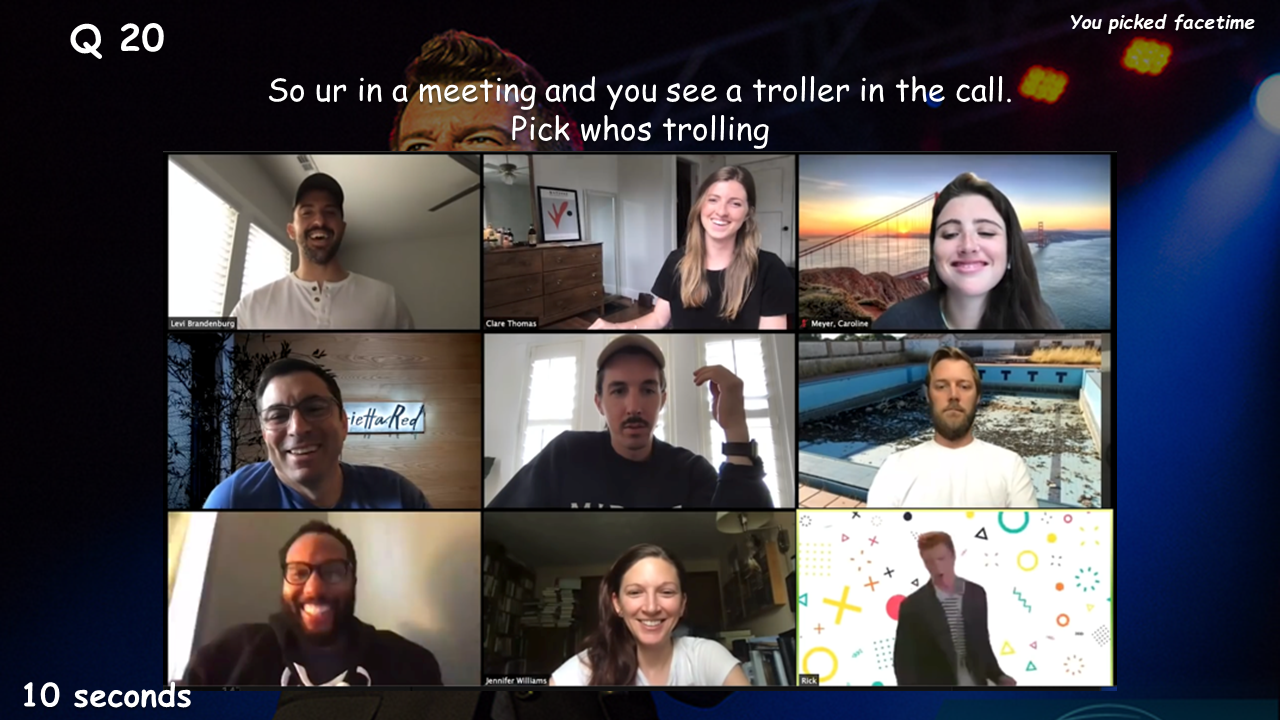 Q 20
You picked facetime
So ur in a meeting and you see a troller in the call.
Pick whos trolling
Levi Brandenburg
Clare Thomas
Meyer, Caroline
iettaRed
Jennifer Williams
Rick
10 seconds